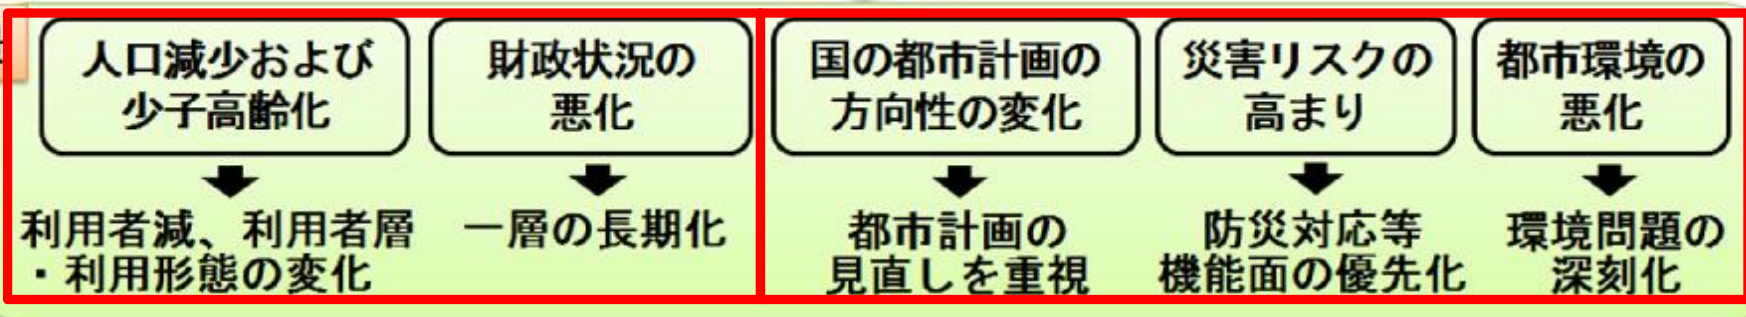 人口減少および
少子高齢化
利用者減、利用者層
・利用形態の変化
財政状況の
悪化
一層の長期化
国の都市計画の
方向性の変化
都市計画の
見直しを重視
災害リスクの
高まり
防災対応等
機能面の優先化
都市環境の
悪化
環境問題の
深刻化